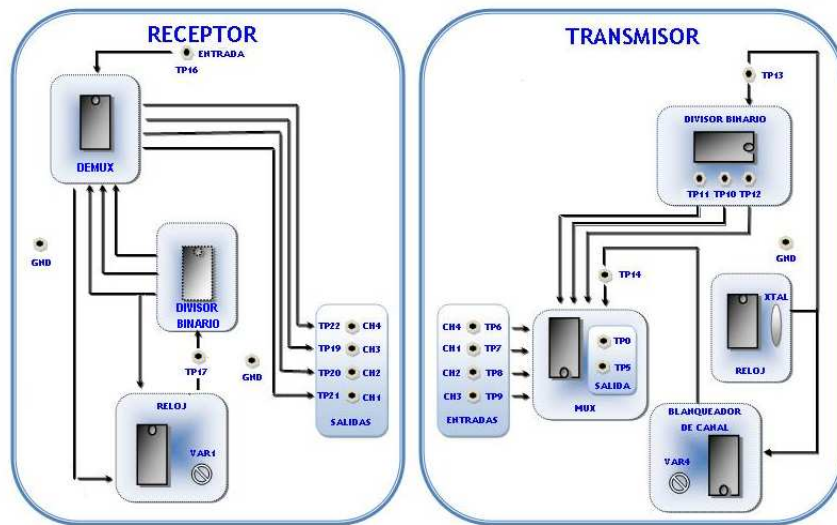 RECEPTOR
ENTRADA
TP16
DEMUX
GND
DIVISOR
BINARIO
TP17
GND
RELOJ
VAR1
TP22 CH4
TP19 CH3
TP20 CH2
TP21 CH1
SALIDAS
TRANSMISOR
TP13
DIVISOR BINARIO
TP11 TP10 TP12
GND
TP14
XTAL
RELOJ
CH4 TP6
CH1 TP7
CH2 TP8
CH3 TP9
ENTRADAS
TP0
TP5
SALIDA
MUX
BLANQUEADOR
DE CANAL
VAR4